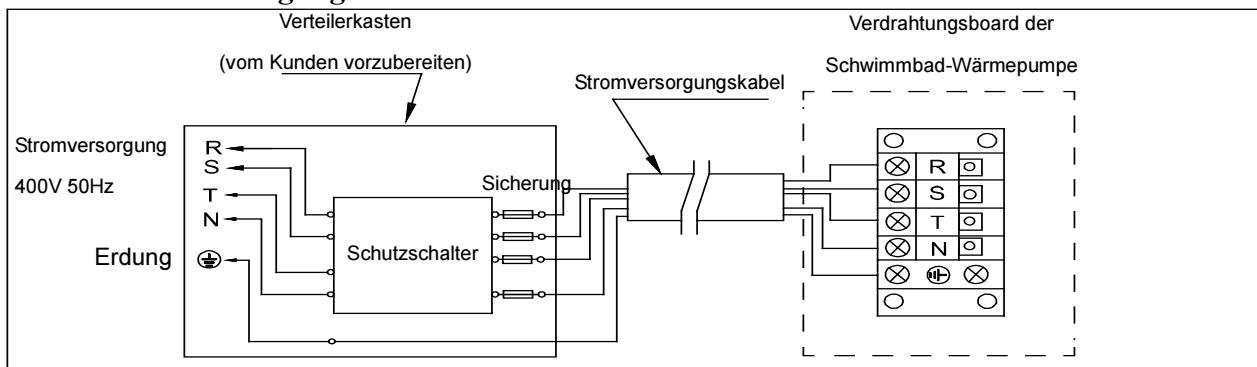 Verteilerkasten
(vom Kunden vorzubereiten)
Verdrahtungsboard der
Schwimmbad-Wärmepumpe
Stromversorgungskabel
Stromversorgung
400V 50Hz
R
S
T
N
Erdung
Sicherung
Schutzschalter
R
S
T
N